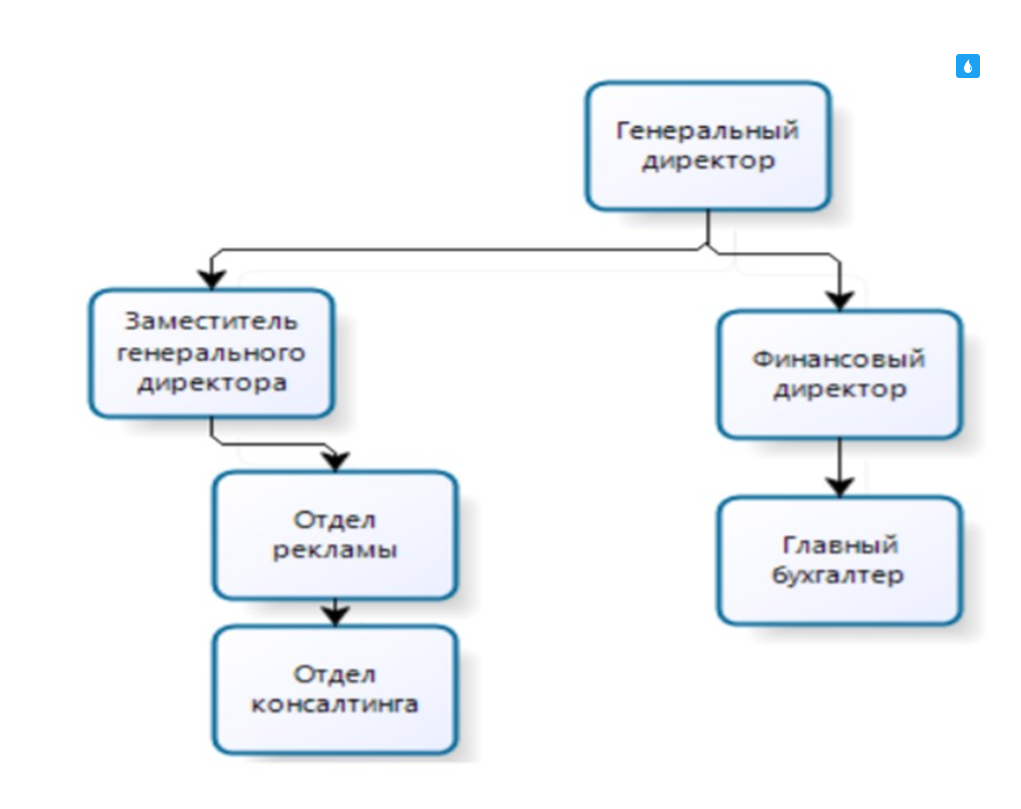 Генеральный
директор
Заместитель
генерального
директора
Финансовый
директор
Отдел
рекламы
Главный
бухгалтер
Отдел
консалтинга